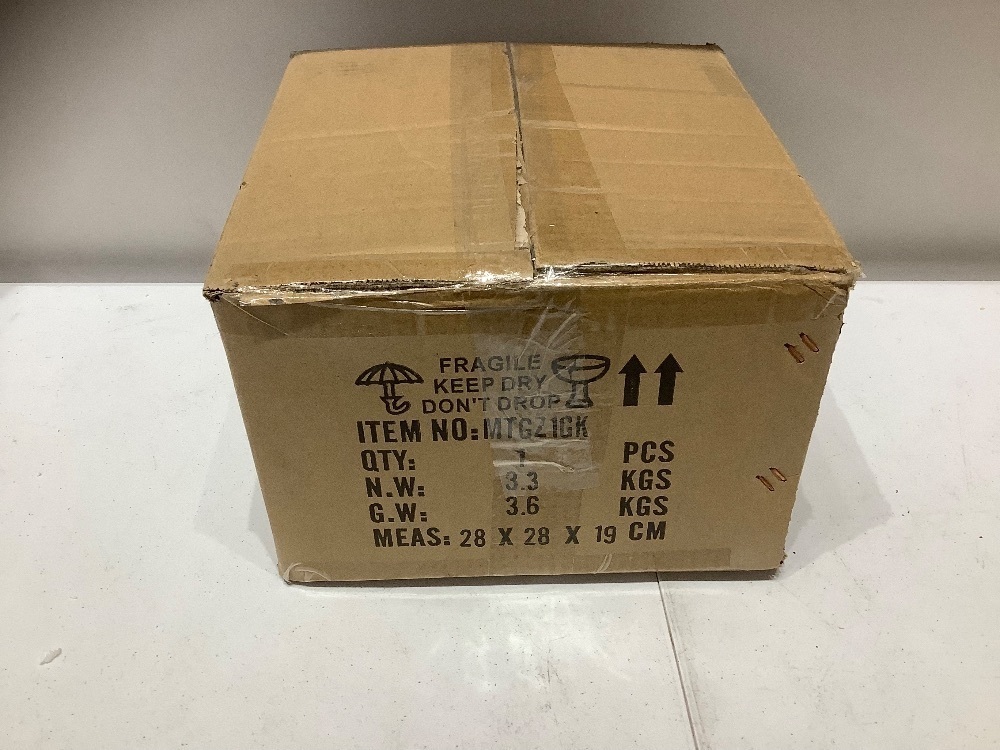 FRAGILE
KEEP DRY
DON'T DROP
ITEM NO:
QTY: 1 PCS
N.W: 3.3 KGS
G.W: 3.6 KGS
MEAS: 28 X 28 X 19 CM